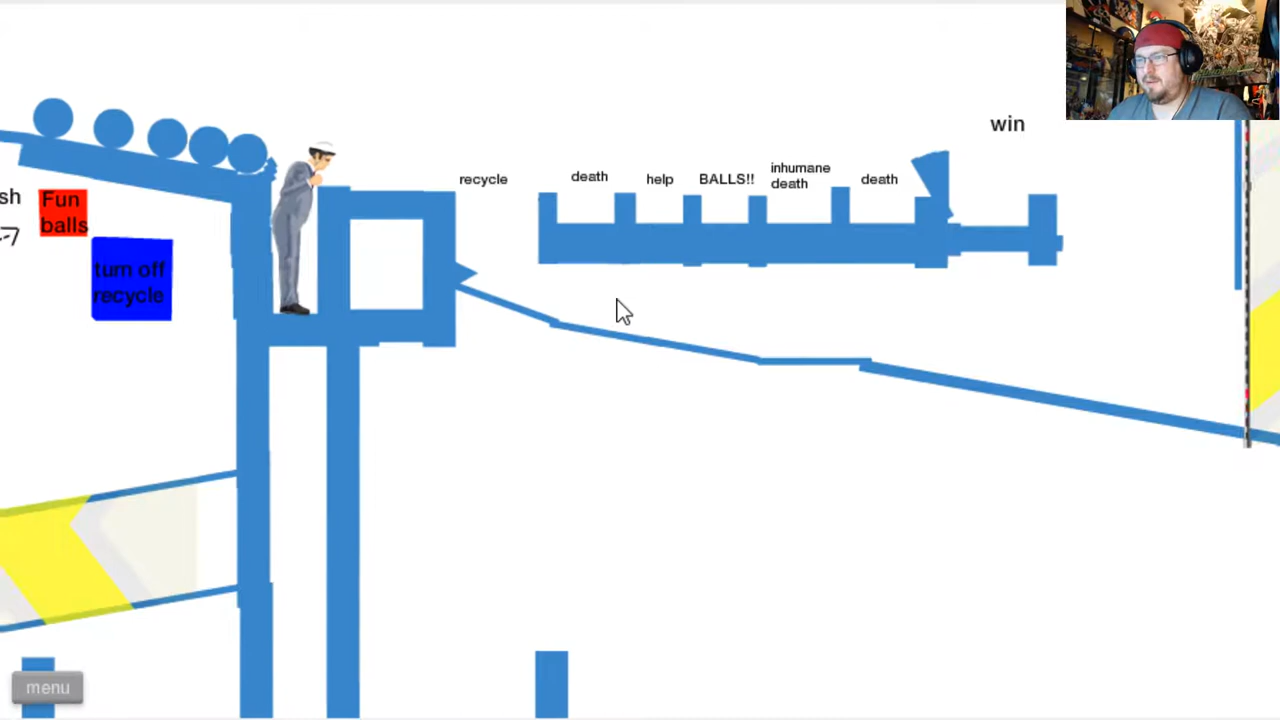 win
recycle
death
help
BALLS!!
inhumane
death
death
sh
Fun
balls
turn off
recycle
menu